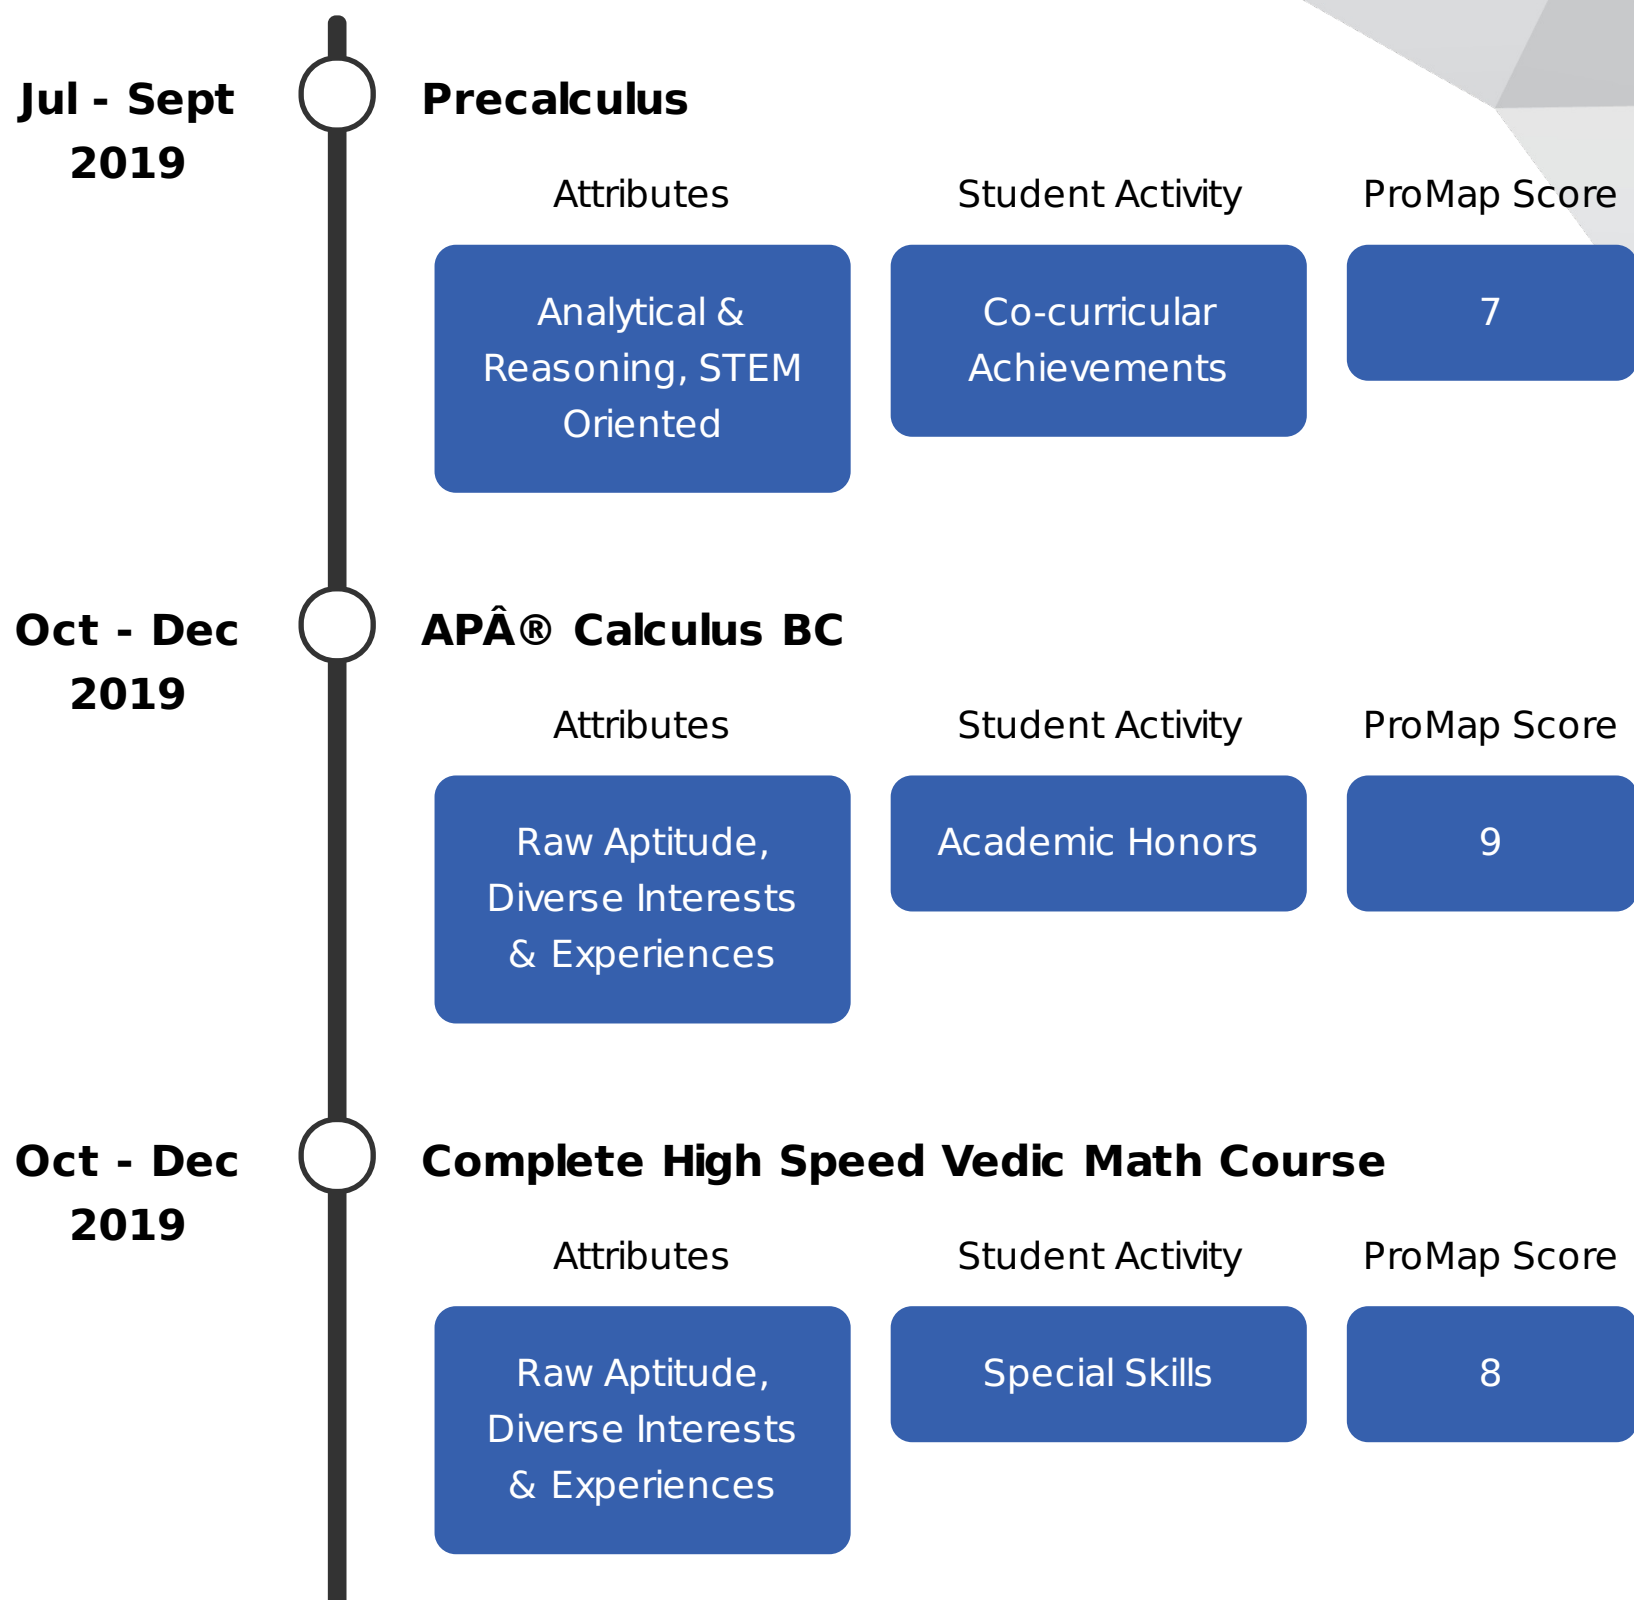 Jul - Sept
2019
Precalculus
Attributes
Student Activity
ProMap Score
Analytical &
Reasoning, STEM
Oriented
Co-curricular
Achievements
7
Oct - Dec
2019
APÂ® Calculus BC
Attributes
Student Activity
ProMap Score
Raw Aptitude,
Diverse Interests
& Experiences
Academic Honors
9
Oct - Dec
2019
Complete High Speed Vedic Math Course
Attributes
Student Activity
ProMap Score
Raw Aptitude,
Diverse Interests
& Experiences
Special Skills
8